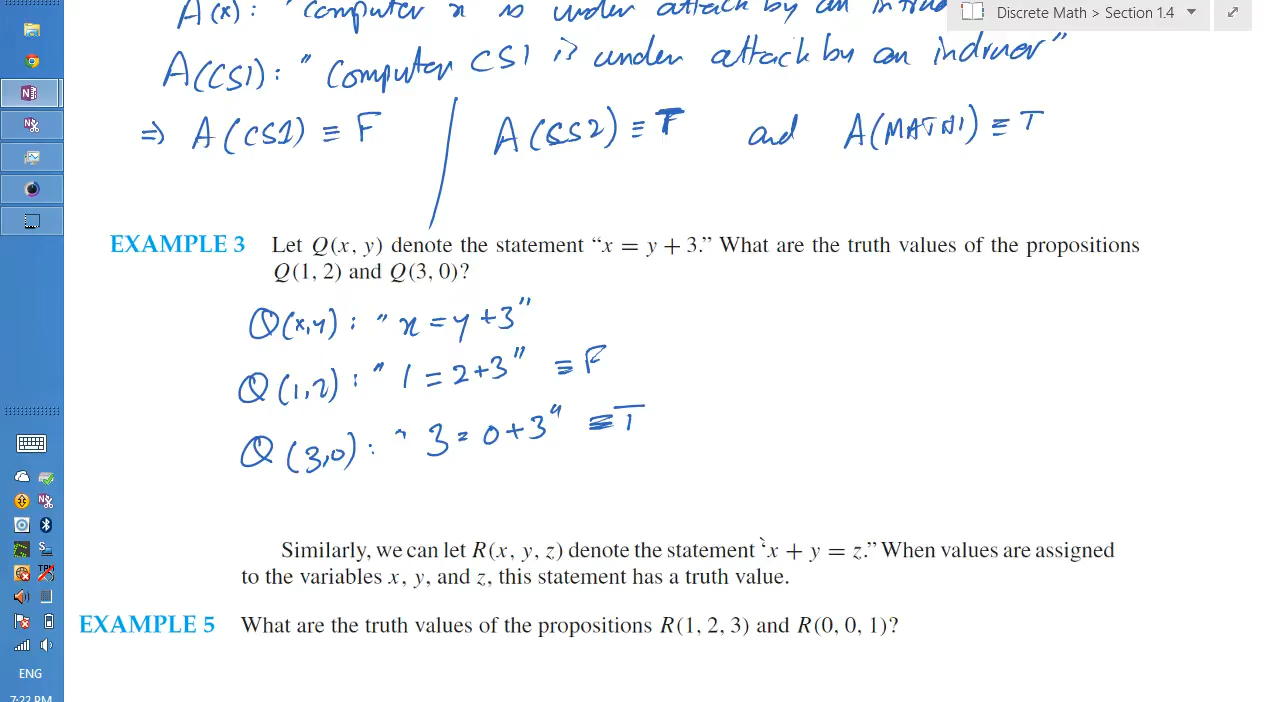 A(x): "Computer x is under attack by an intru
Discrete Math > Section 1.4
A(CS1): "Computer CS1 is under attack by an
⇒ A(CS1) ≡ F A(CS2) ≡ T and A(MATH1) ≡ T
EXAMPLE 3 Let Q(x, y) denote the statement “x = y + 3.” What are the truth values of the propositions
Q(1, 2) and Q(3, 0)?
Q(x,y): "x = y + 3"
Q(1,2): "1 = 2+3" ≡ F
Q(3,0): "3 = 0+3" ≡ T
Similarly, we can let R(x, y, z) denote the statement ‘x + y = z.” When values are assigned
to the variables x, y, and z, this statement has a truth value.
EXAMPLE 5 What are the truth values of the propositions R(1, 2, 3) and R(0, 0, 1)?
ENG
7:22 PM